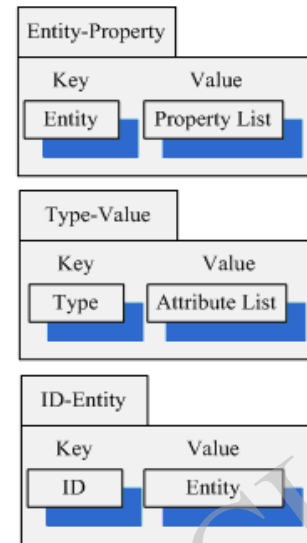 Entity-Property
Key Value
Entity Property List
Type-Value
Key Value
Type Attribute List
ID-Entity
Key Value
ID Entity